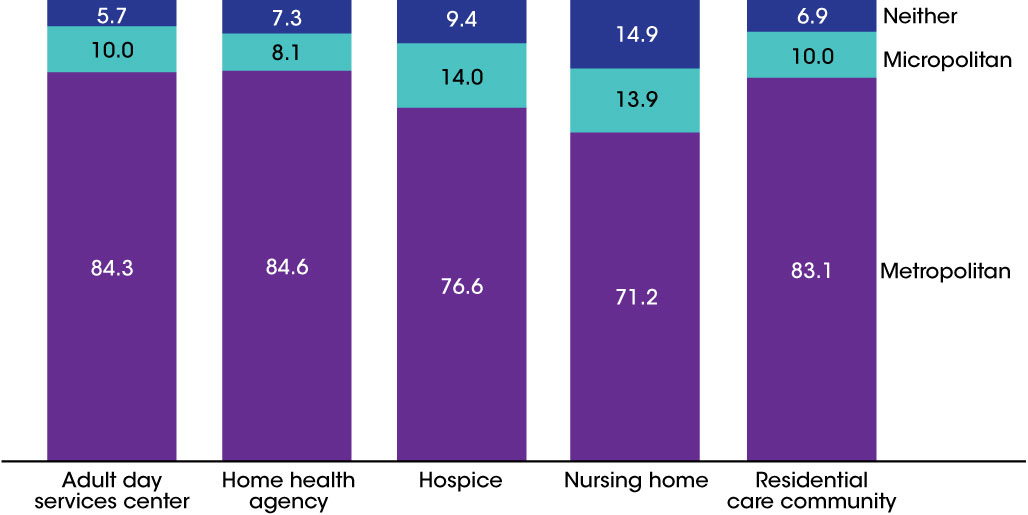 5.7 7.3 9.4 14.9 6.9 Neither
10.0 8.1 14.0 13.9 10.0 Micropolitan
84.3 84.6 76.6 71.2 83.1 Metropolitan
Adult day
services center
Home health
agency
Hospice
Nursing home
Residential
care community